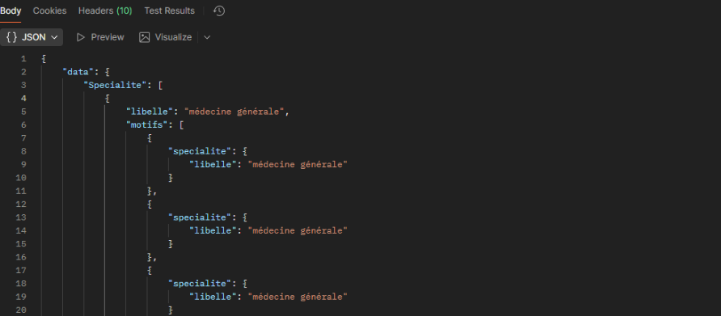 Body Cookies Headers (10) Test Results
{} JSON Preview Visualize
1 {
2 "data": {
3 "Specialite": [
4 {
5 "libelle": "médecine générale",
6 "motifs": [
7 {
8 "specialite": {
9 "libelle": "médecine générale"
10 }
11 },
12 {
13 "specialite": {
14 "libelle": "médecine générale"
15 }
16 },
17 {
18 "specialite": {
19 "libelle": "médecine générale"
20 }